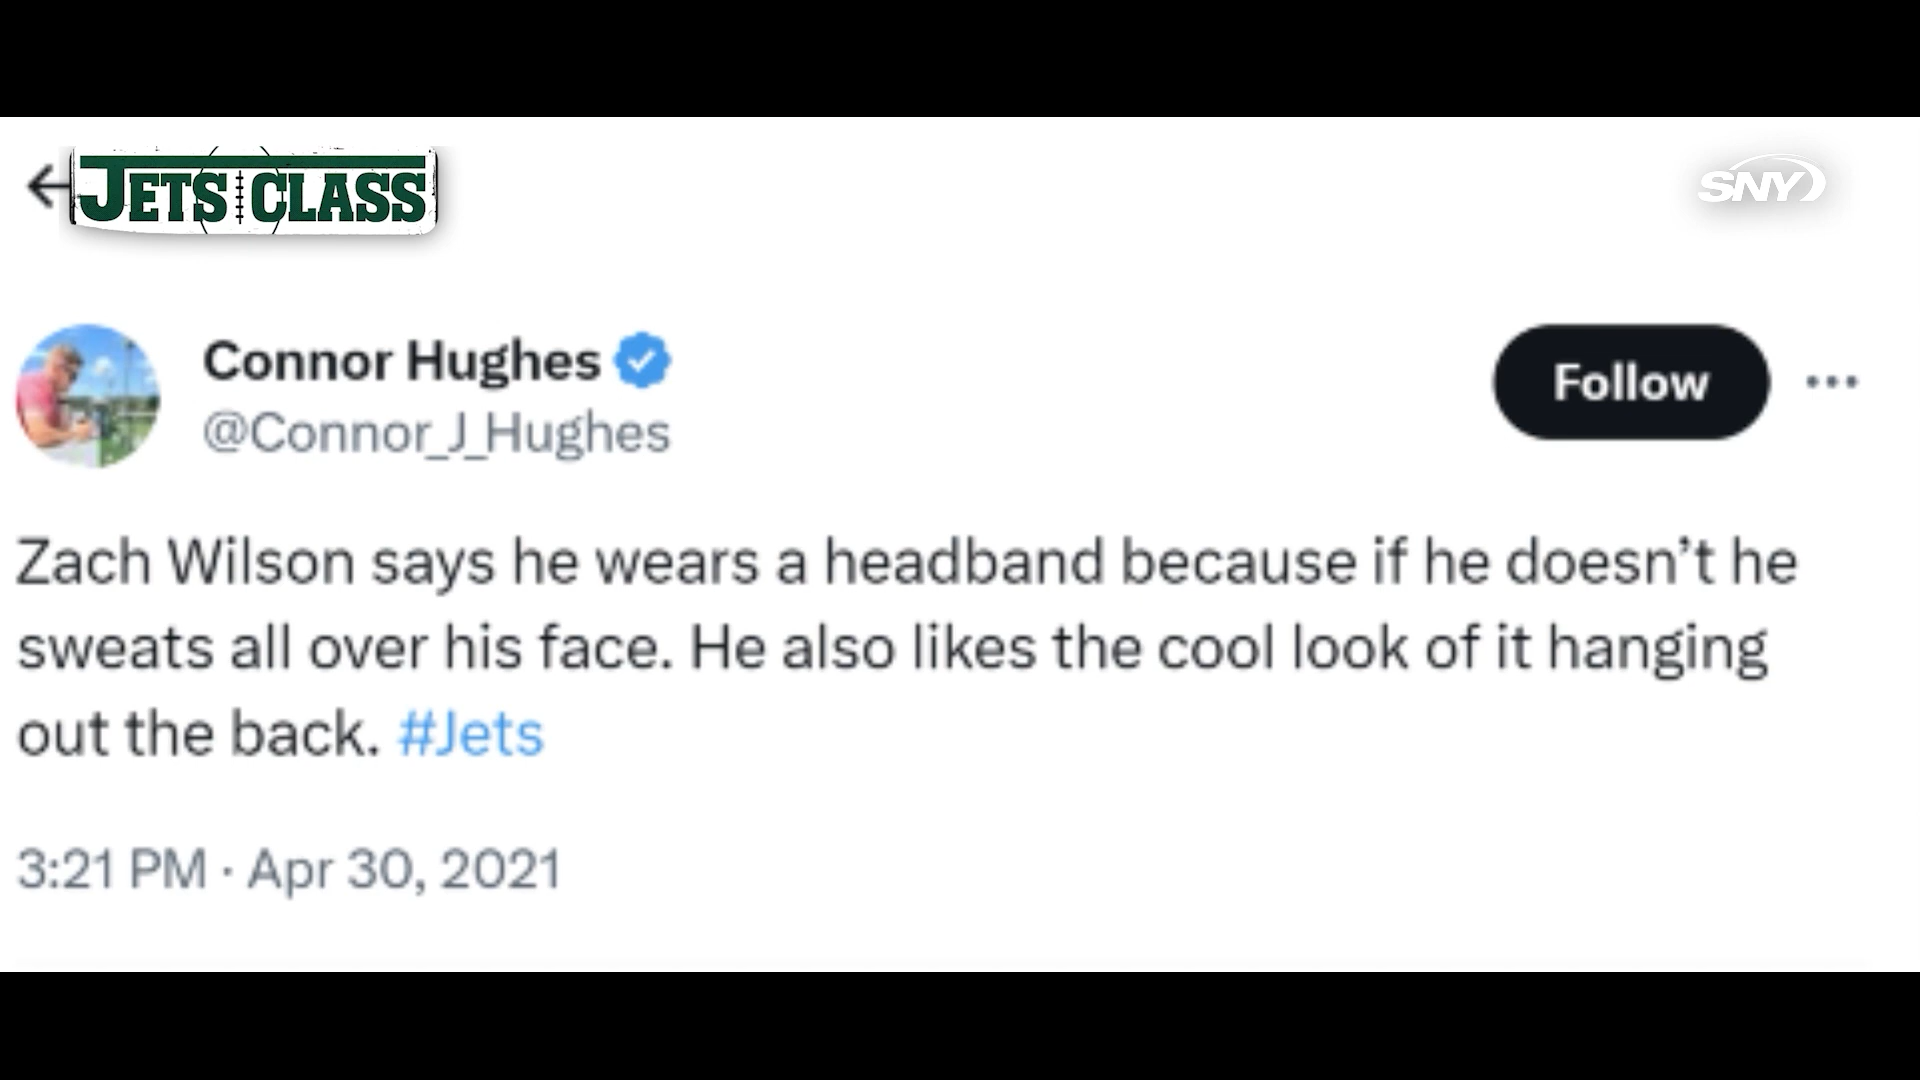 JETS CLASS
SNY
Connor Hughes
@Connor_J_Hughes
Follow
Zach Wilson says he wears a headband because if he doesn’t he
sweats all over his face. He also likes the cool look of it hanging
out the back. #Jets
3:21 PM · Apr 30, 2021